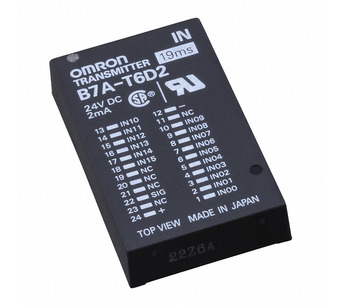 IN
19ms
OMRON
TRANSMITTER
B7A-T6D2
24V DC
2mA
13 IN10
14 IN11
15 IN12
16 IN13
17 IN14
18 IN15
19 NC
20 NC
21 NC
22 SIG
23 NC
24 +
12 -
11 NC
10 IN09
9 IN08
8 IN07
7 IN06
6 IN05
5 IN04
4 IN03
3 IN02
2 IN01
1 IN00
TOP VIEW MADE IN JAPAN
2276A